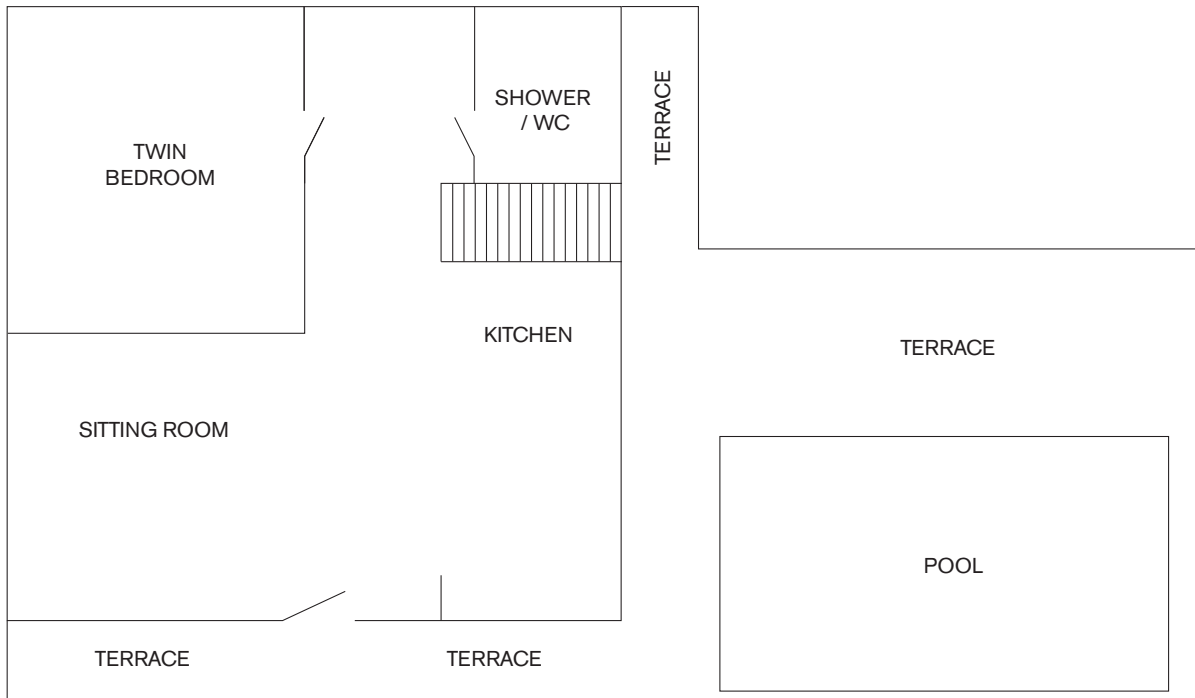 SHOWER
/ WC
TERRACE
TWIN
BEDROOM
KITCHEN
TERRACE
SITTING ROOM
POOL
TERRACE
TERRACE